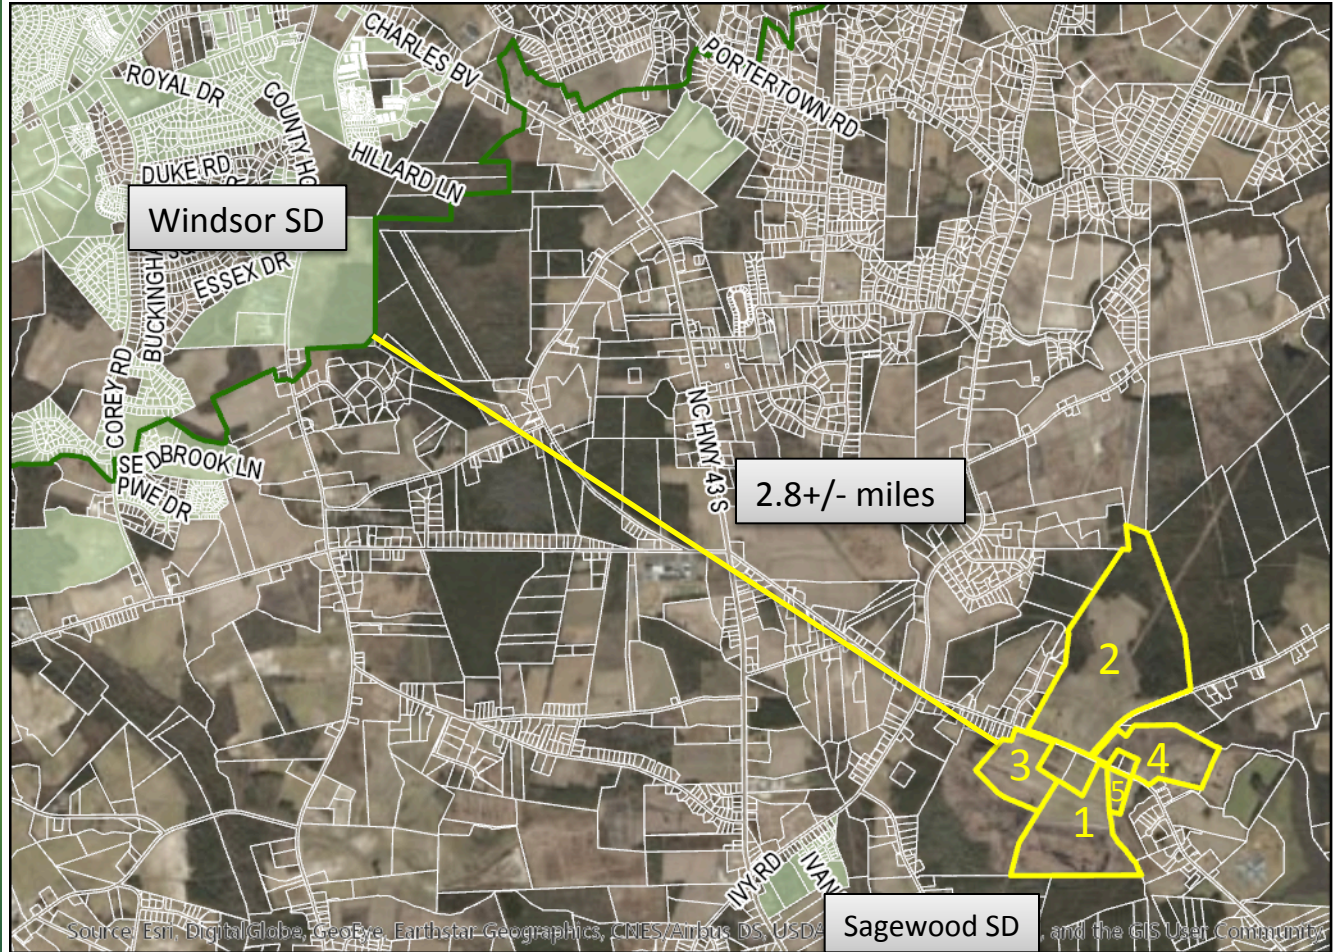 CHARLES BV
PORTERTOWN RD
ROYAL DR
COUNTY HO
DUKE RD
HILLARD LN
Windsor SD
ESSEX DR
BUCKINGHA
COREY RD
NC HWY 43 S
BROOK LN
PWE DR
2.8+/- miles
2
3
4
5
1
IVY RD
IVAN
Sagewood SD
Source: Esri, DigitalGlobe, GeoEye, Earthstar Geographics, CNES/Airbus DS, USDA
, and the GIS User Community